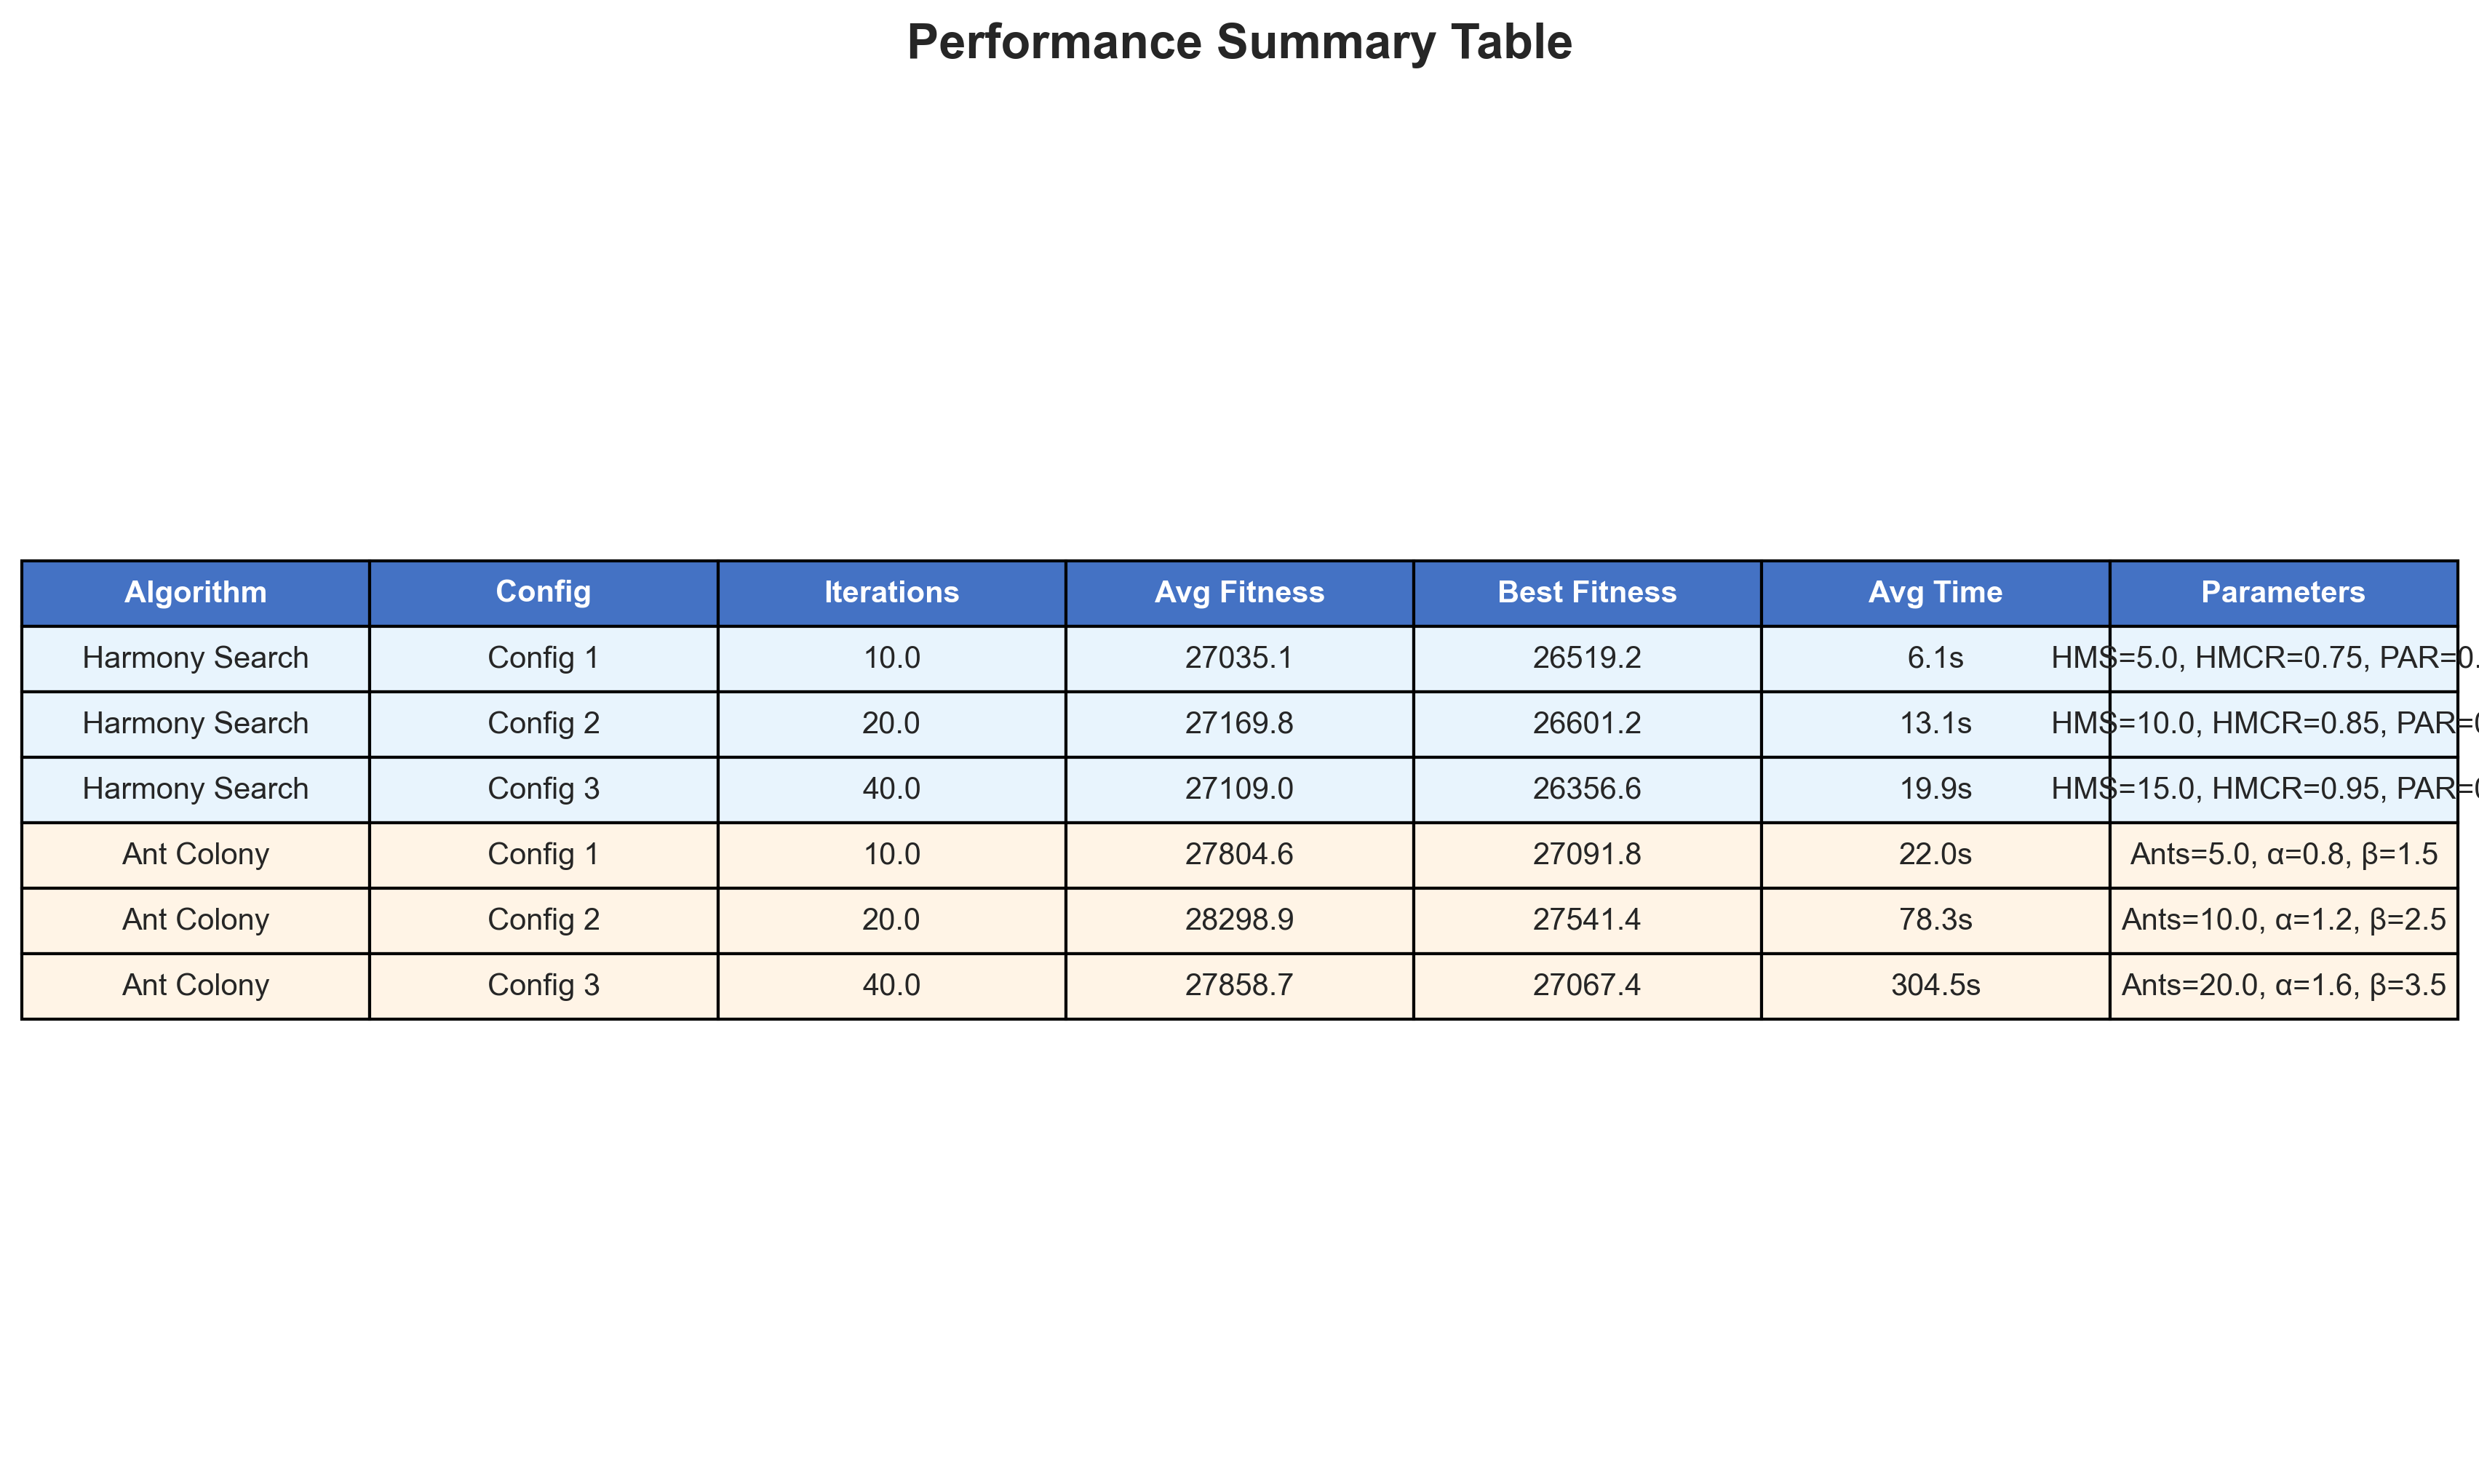 Performance Summary Table
Algorithm Config Iterations Avg Fitness Best Fitness Avg Time Parameters
Harmony Search Config 1 10.0 27035.1 26519.2 6.1s HMS=5.0, HMCR=0.75, PAR=0.
Harmony Search Config 2 20.0 27169.8 26601.2 13.1s HMS=10.0, HMCR=0.85, PAR=
Harmony Search Config 3 40.0 27109.0 26356.6 19.9s HMS=15.0, HMCR=0.95, PAR=
Ant Colony Config 1 10.0 27804.6 27091.8 22.0s Ants=5.0, α=0.8, β=1.5
Ant Colony Config 2 20.0 28298.9 27541.4 78.3s Ants=10.0, α=1.2, β=2.5
Ant Colony Config 3 40.0 27858.7 27067.4 304.5s Ants=20.0, α=1.6, β=3.5